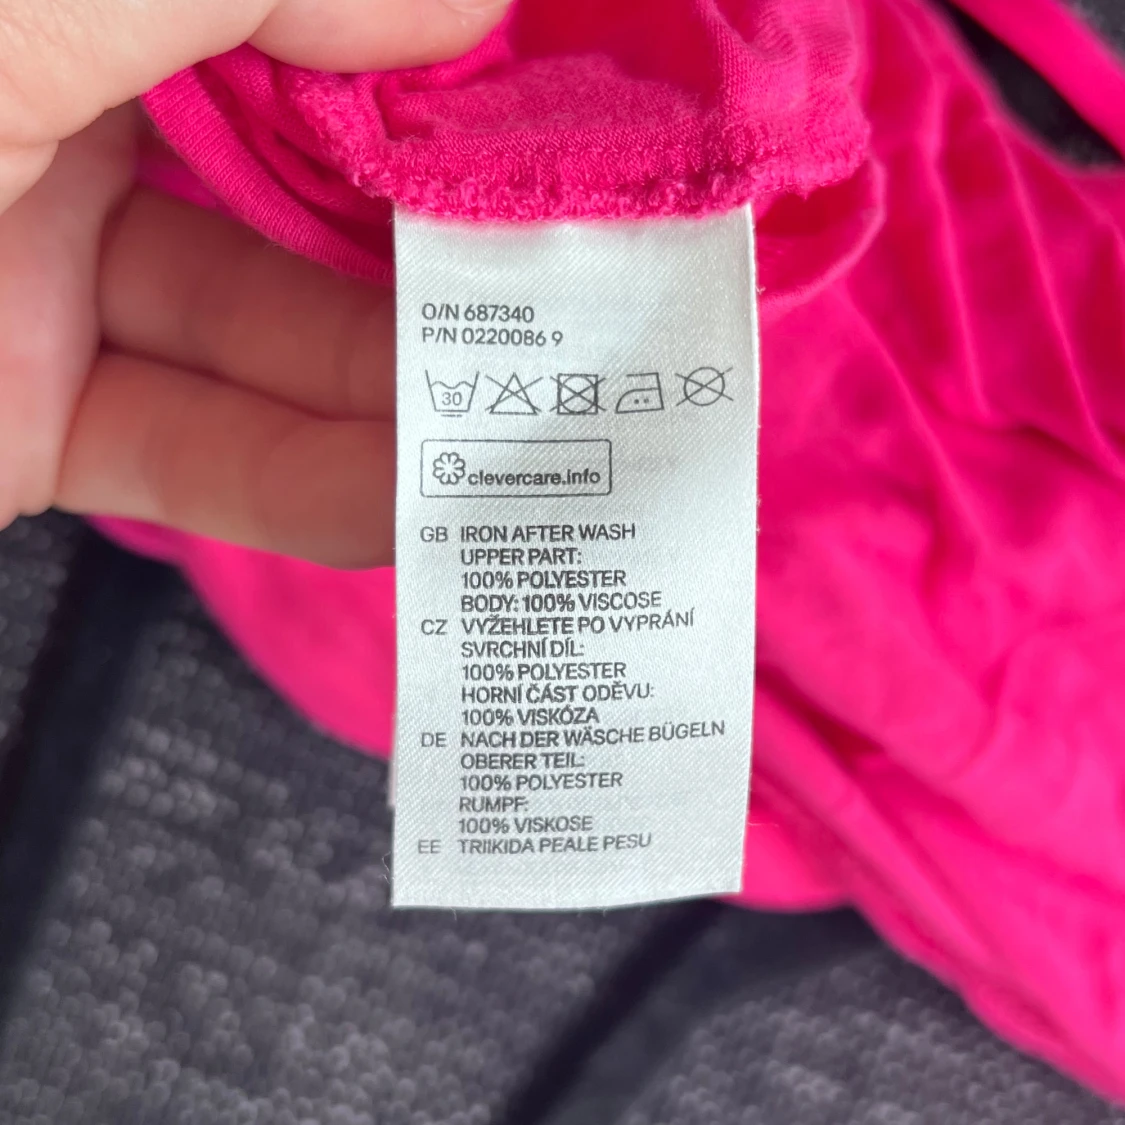 O/N 687340
P/N 0220086 9
30
clevercare.info
GB IRON AFTER WASH
UPPER PART:
100% POLYESTER
BODY: 100% VISCOSE
CZ VYŽEHLETE PO VYPRÁNÍ
SVRCHNÍ DÍL:
100% POLYESTER
HORNÍ ČÁST ODĚVU:
100% VISKÓZA
DE NACH DER WÄSCHE BÜGELN
OBERER TEIL:
100% POLYESTER
RUMPF:
100% VISKOSE
EE TRIIKIDA PEALE PESU